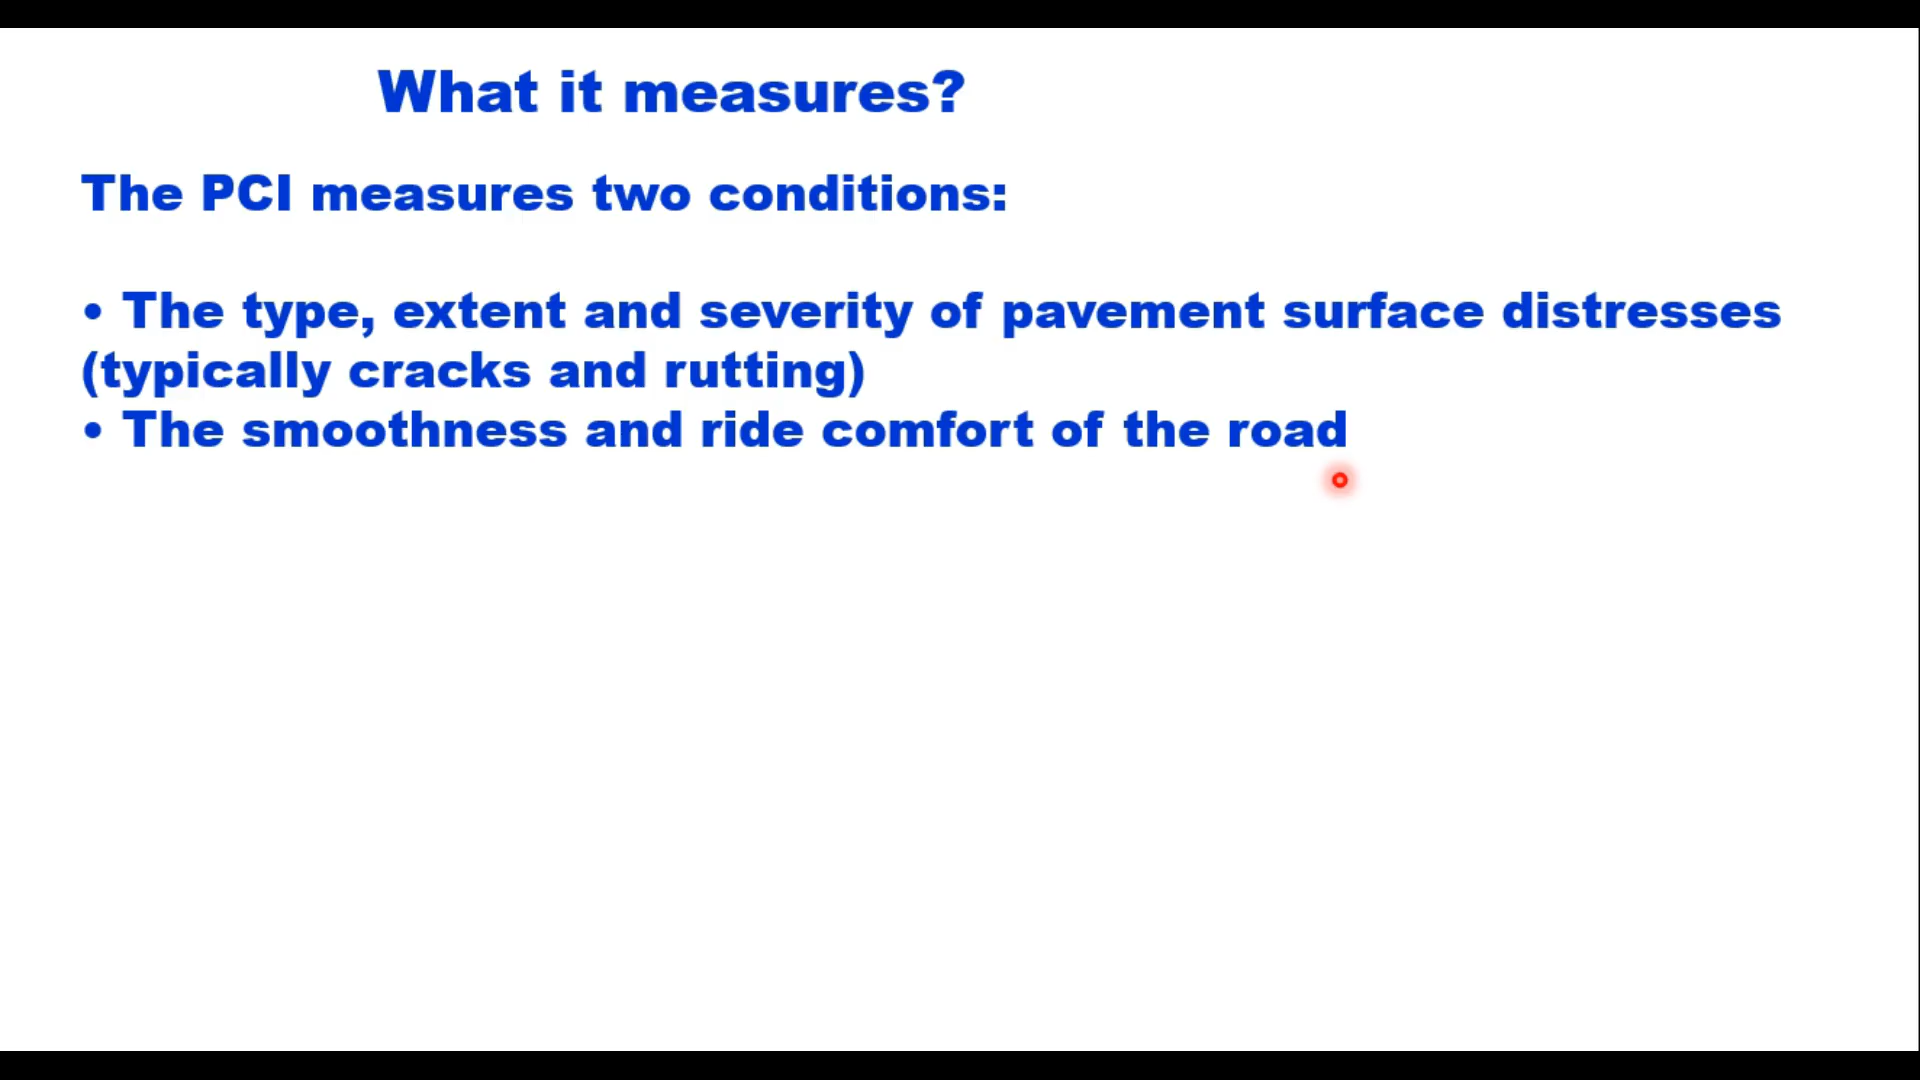 What it measures?
The PCI measures two conditions:
• The type, extent and severity of pavement surface distresses
(typically cracks and rutting)
• The smoothness and ride comfort of the road